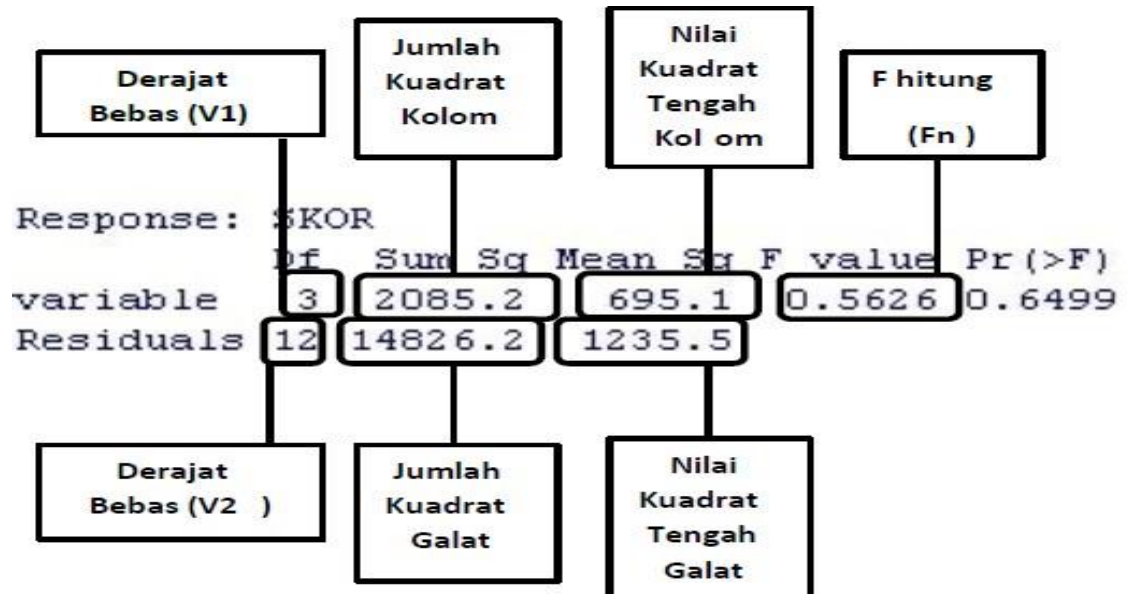 Derajat
Bebas (V1)
Jumlah
Kuadrat
Kolom
Nilai
Kuadrat
Tengah
Kol om
F hitung
(Fn )
Response: SKOR
Df Sum Sq Mean Sq F value Pr(>F)
variable 3 2085.2 695.1 0.5626 0.6499
Residuals 12 14826.2 1235.5
Derajat
Bebas (V2 )
Jumlah
Kuadrat
Galat
Nilai
Kuadrat
Tengah
Galat